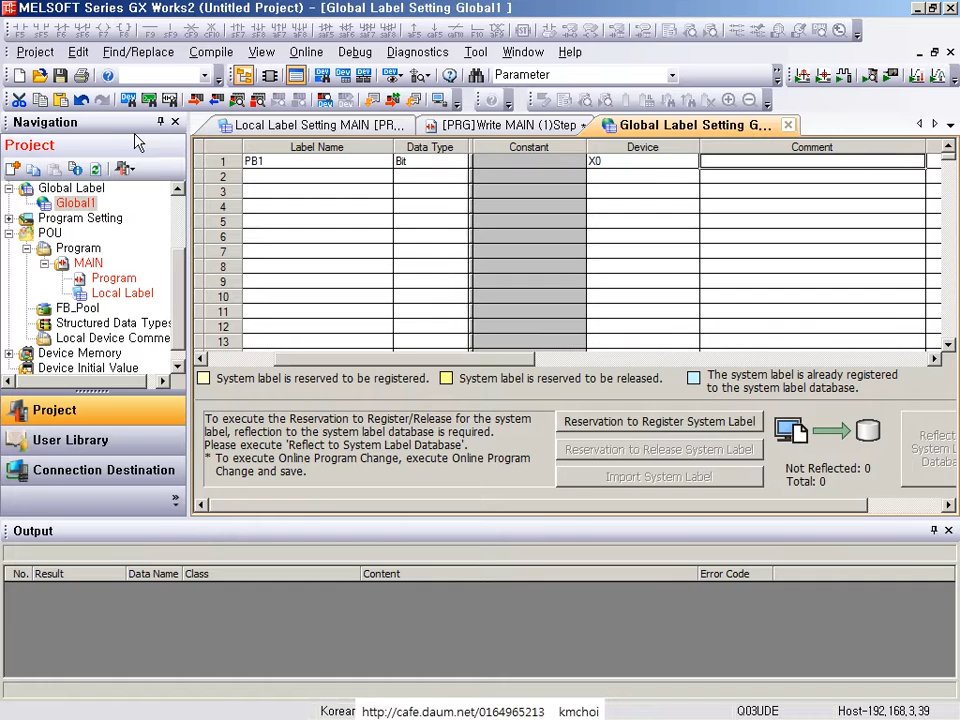 MELSOFT Series GX Works2 (Untitled Project) - [Global Label Setting Global1 ]
Project Edit Find/Replace Compile View Online Debug Diagnostics Tool Window Help
Parameter
Navigation
Local Label Setting MAIN [PR...
[PRG]Write MAIN (1)Step *
Global Label Setting G...
Project
Label Name Data Type Constant Device Comment
1 PB1 Bit X0
2
3
4
5
6
7
8
9
10
11
12
13
Global Label
Global1
Program Setting
POU
Program
MAIN
Program
Local Label
FB_Pool
Structured Data Types
Local Device Comme
Device Memory
Device Initial Value
Project
User Library
Connection Destination
System label is reserved to be registered.
System label is reserved to be released.
The system label is already registered
to the system label database.
To execute the Reservation to Register/Release for the system
label, reflection to the system label database is required.
Please execute 'Reflect to System Label Database'.
* To execute Online Program Change, execute Online Program
Change and save.
Reservation to Register System Label
Reservation to Release System Label
Import System Label
Not Reflected: 0
Total: 0
Reflect
System L
Databa
Output
No. Result Data Name Class Content Error Code
Korean
http://cafe.daum.net/0164965213 kmchoi
Q03UDE
Host-192,168,3,39